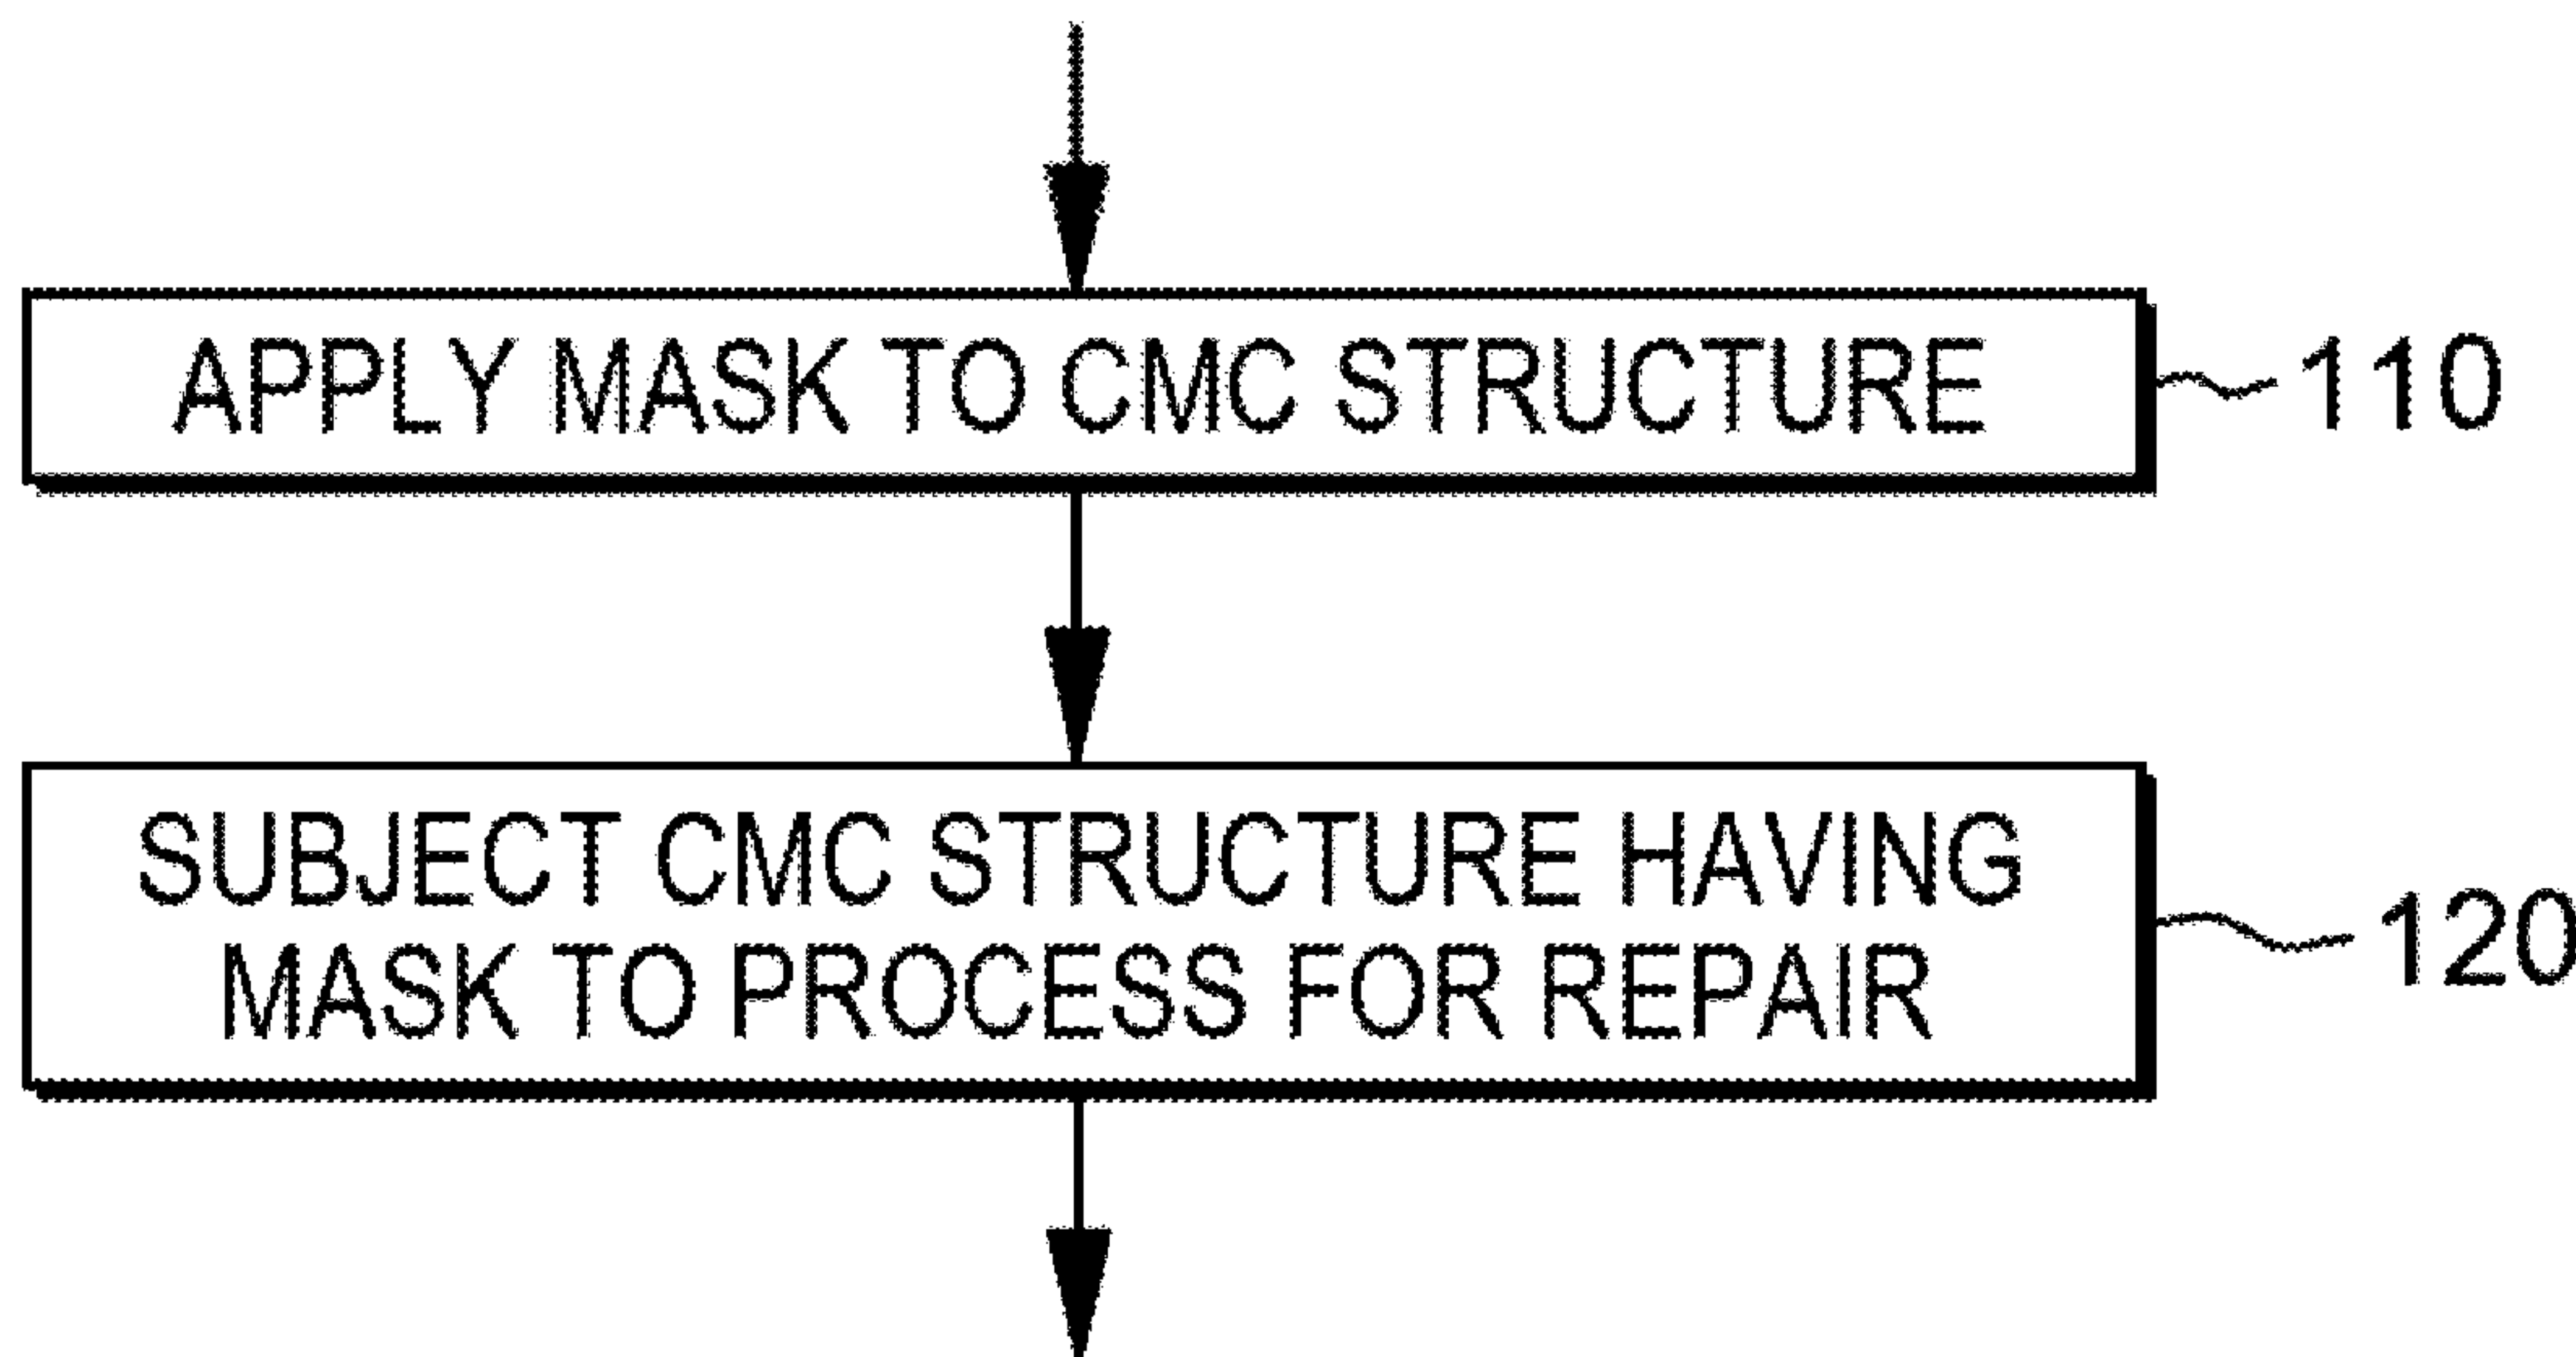 APPLY MASK TO CMC STRUCTURE
110
SUBJECT CMC STRUCTURE HAVING
MASK TO PROCESS FOR REPAIR
120